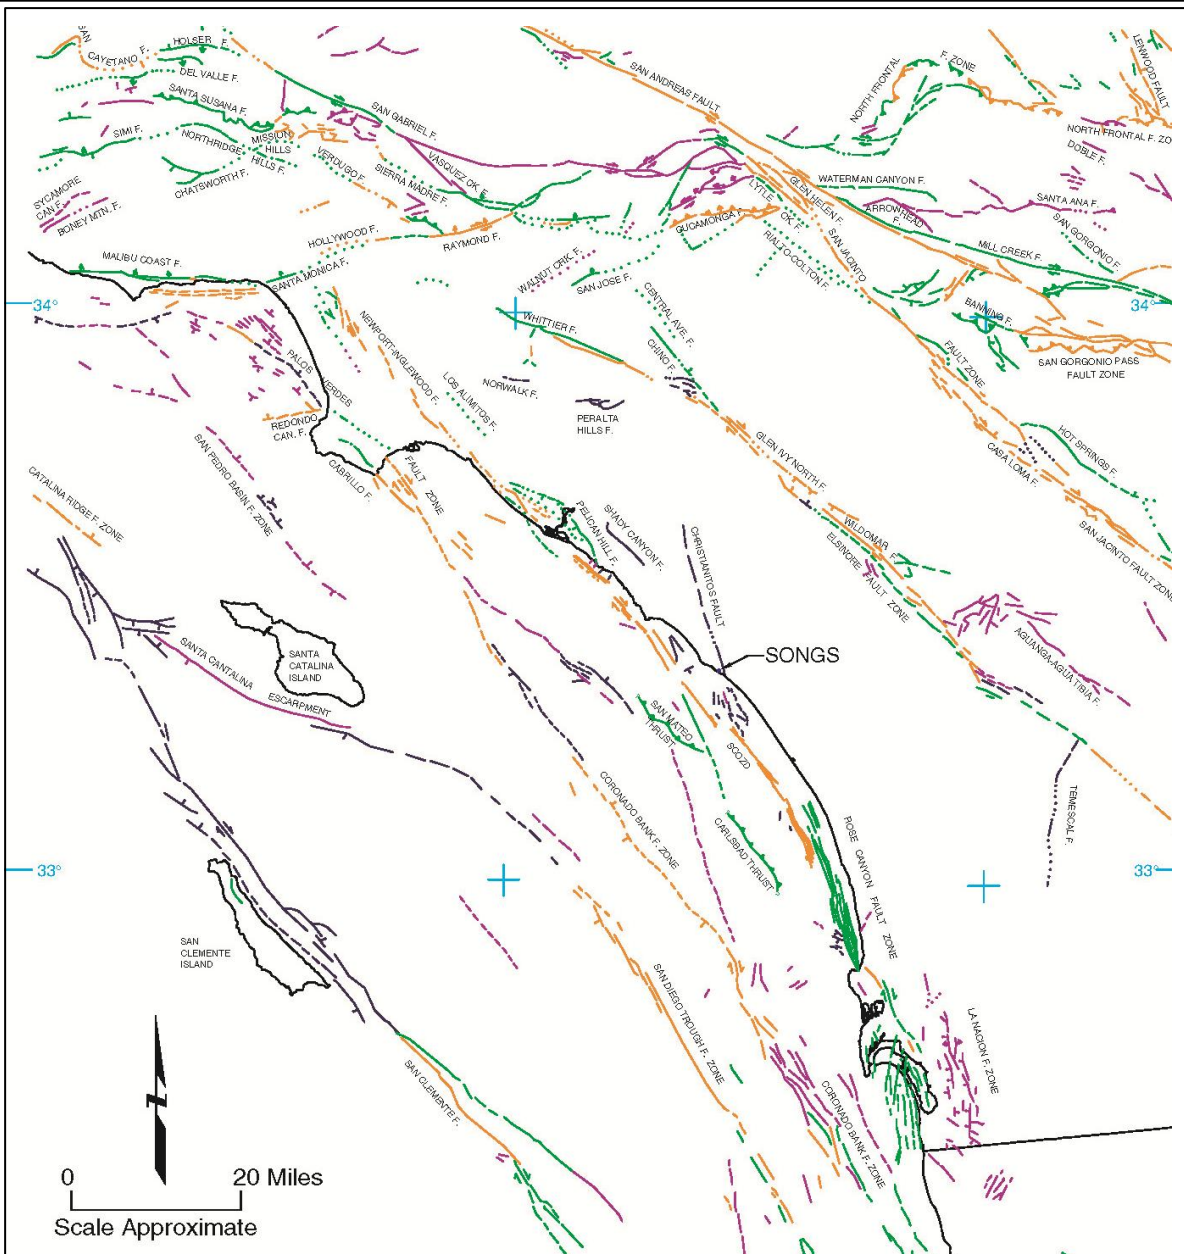 SAN
CAYETANO F.
HOLSER F.
DEL VALLE F.
SANTA SUSANA F.
SIMI F.
NORTHRIDGE
HILLS F.
MISSION
HILLS
CHATSWORTH F.
VERDUGO F.
SYCAMORE
CAN F.
BONEY MTN. F.
SAN GABRIEL F.
VASQUEZ CK. F.
SIERRA MADRE F.
SAN ANDREAS FAULT
NORTH FRONTAL
F. ZONE
LENWOOD FAULT
NORTH FRONTAL F. ZO
DOBLE F.
WATERMAN CANYON F.
SANTA ANA F.
ARROWHEAD
F.
SAN GORGONIO F.
MILL CREEK F.
GLEN HELEN F.
LYTLE
CK. F.
CUCAMONGA F.
RIALTO-COLTON F.
SAN JACINTO
FAULT ZONE
HOLLYWOOD F.
RAYMOND F.
MALIBU COAST F.
SANTA MONICA F.
WALNUT CRK. F.
SAN JOSE F.
34°
34°
CENTRAL AVE. F.
CHINO F.
WHITTIER F.
BANNING F.
SAN GORGONIO PASS
FAULT ZONE
NEWPORT-INGLEWOOD F.
PALOS
VERDES
FAULT ZONE
LOS ALIMITOS F.
NORWALK F.
PERALTA
HILLS F.
REDONDO
CAN. F.
CABRILLO F.
SAN PEDRO BASIN F. ZONE
CATALINA RIDGE F. ZONE
GLEN IVY NORTH F.
HOT SPRINGS F.
CASA LOMA F.
SAN JACINTO FAULT ZONE
WILDOMAR F.
ELSINORE FAULT ZONE
PELICAN HILL F.
SHADY CANYON F.
CHRISTIANITOS FAULT
AGUANGA-AGUA TIBIA F.
SANTA
CATALINA
ISLAND
SANTA CANTALINA ESCARPMENT
SONGS
SAN MATEO
THRUST
SCOZD
CORONADO BANK F. ZONE
CARLSBAD THRUST
ROSE CANYON FAULT ZONE
TEMESCAL F.
33°
33°
SAN
CLEMENTE
ISLAND
SAN DIEGO TROUGH F. ZONE
LA NACION F. ZONE
SAN CLEMENTE F.
CORONADO BANK F. ZONE
0 20 Miles
Scale Approximate